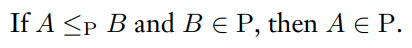 If A ≤P B and B ∈ P, then A ∈ P.